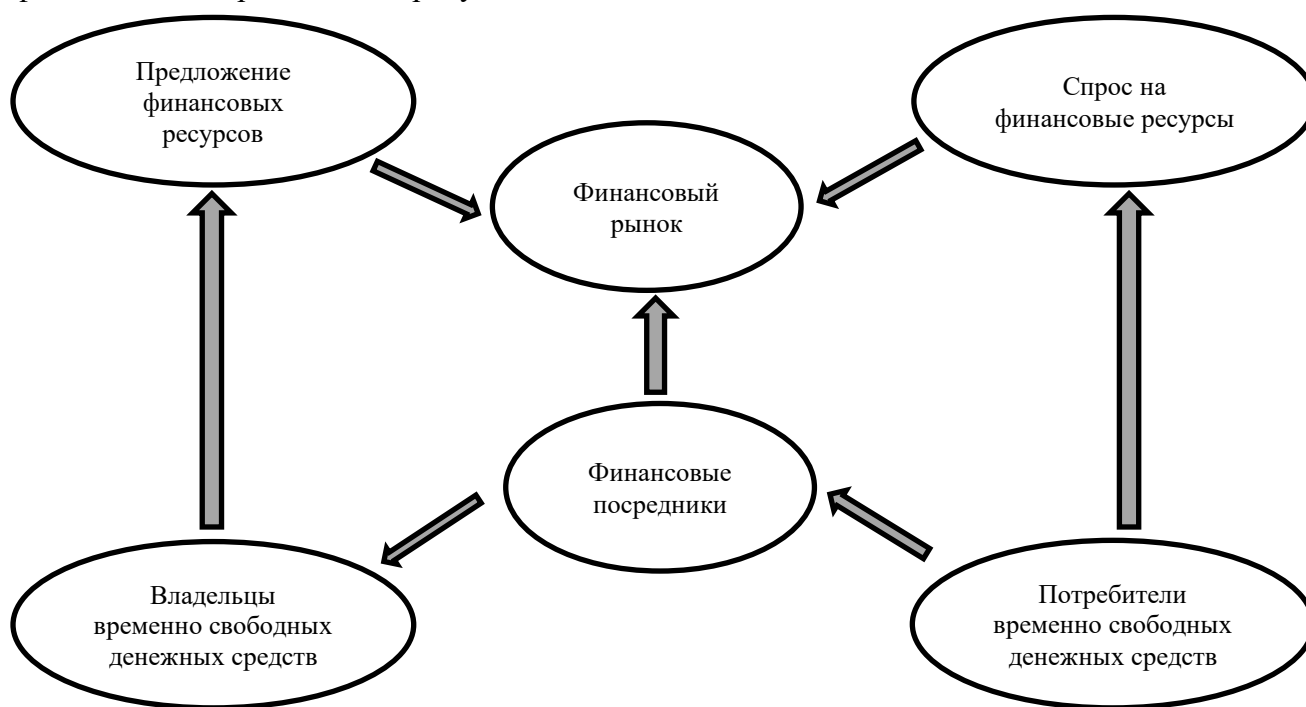 Предложение
финансовых
ресурсов
Спрос на
финансовые ресурсы
Финансовый
рынок
Финансовые
посредники
Владельцы
временно свободных
денежных средств
Потребители
временно свободных
денежных средств